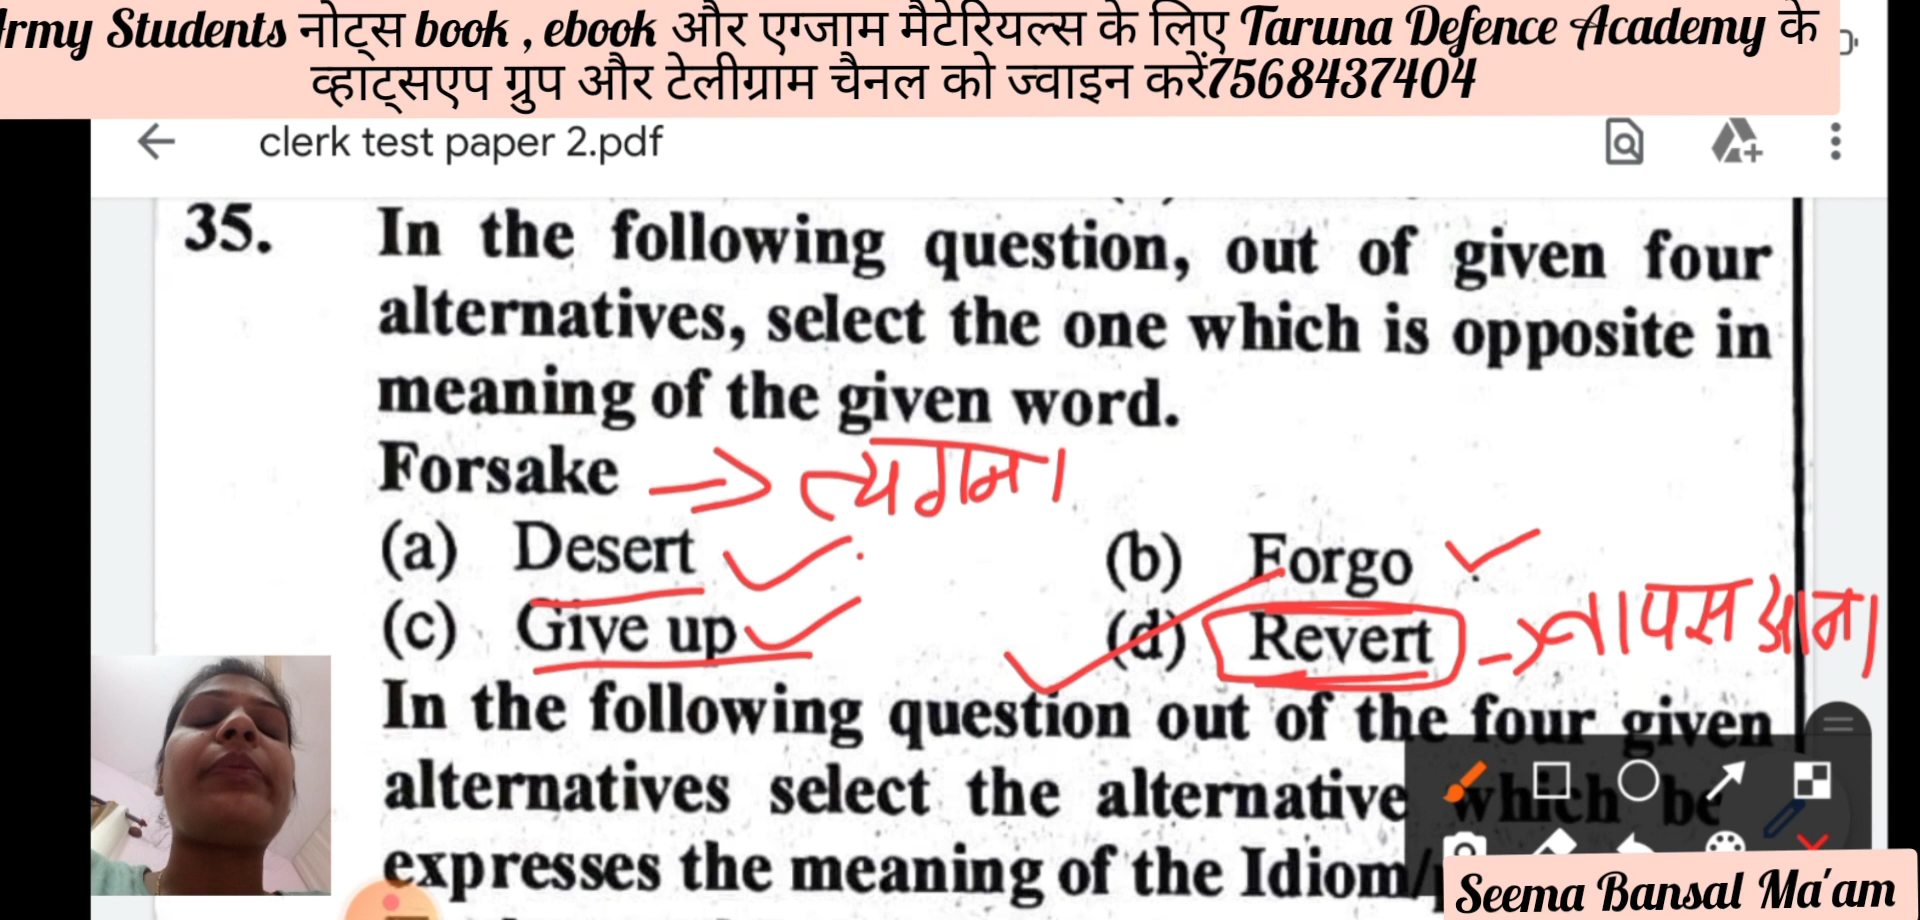 rmy Students नोट्स book , ebook और एग्जाम मैटेरियल्स के लिए Taruna Defence Academy के
व्हाट्सएप ग्रुप और टेलीग्राम चैनल को ज्वाइन करें7568437404
clerk test paper 2.pdf
35. In the following question, out of given four
alternatives, select the one which is opposite in
meaning of the given word.
Forsake → त्यागना
(a) Desert (b) Forgo
(c) Give up (d) Revert → वापस आना
In the following question out of the four given
alternatives select the alternative which be
expresses the meaning of the Idiom/
Seema Bansal Ma'am